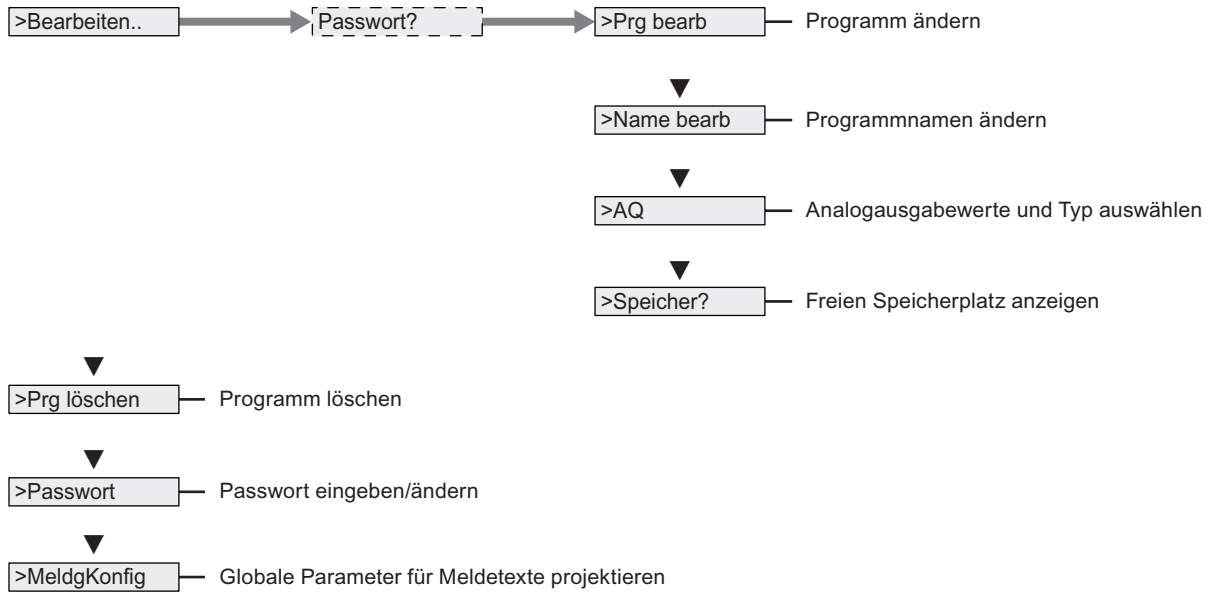 >Bearbeiten.. Passwort? >Prg bearb Programm ändern
>Name bearb Programmnamen ändern
>AQ Analogausgabewerte und Typ auswählen
>Speicher? Freien Speicherplatz anzeigen
>Prg löschen Programm löschen
>Passwort Passwort eingeben/ändern
>MeldgKonfig Globale Parameter für Meldetexte projektieren